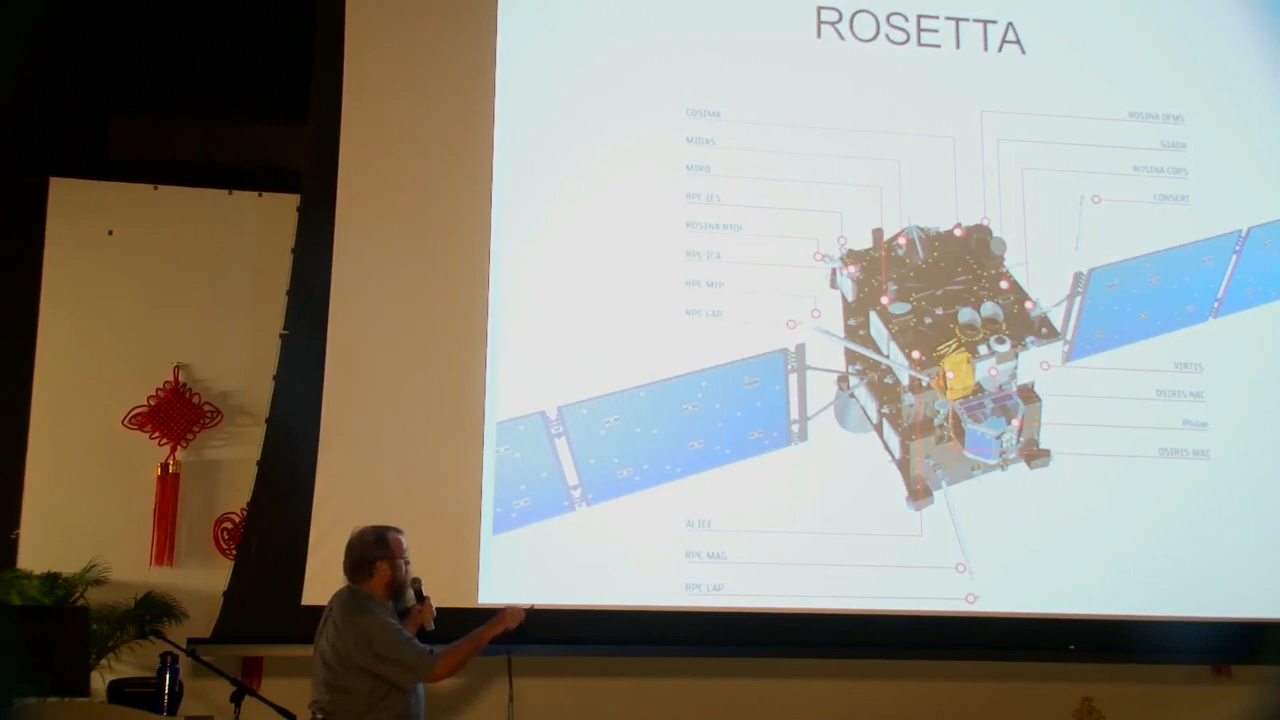 ROSETTA
COSIMA
MIDAS
MIRO
RPC IES
ROSINA RTOF
RPC ICA
RPC MIP
RPC LAP
ROSINA DFMS
GIADA
ROSINA COPS
CONSERT
VIRTIS
OSIRIS NAC
Philae
OSIRIS WAC
ALICE
RPC MAG
RPC LAP